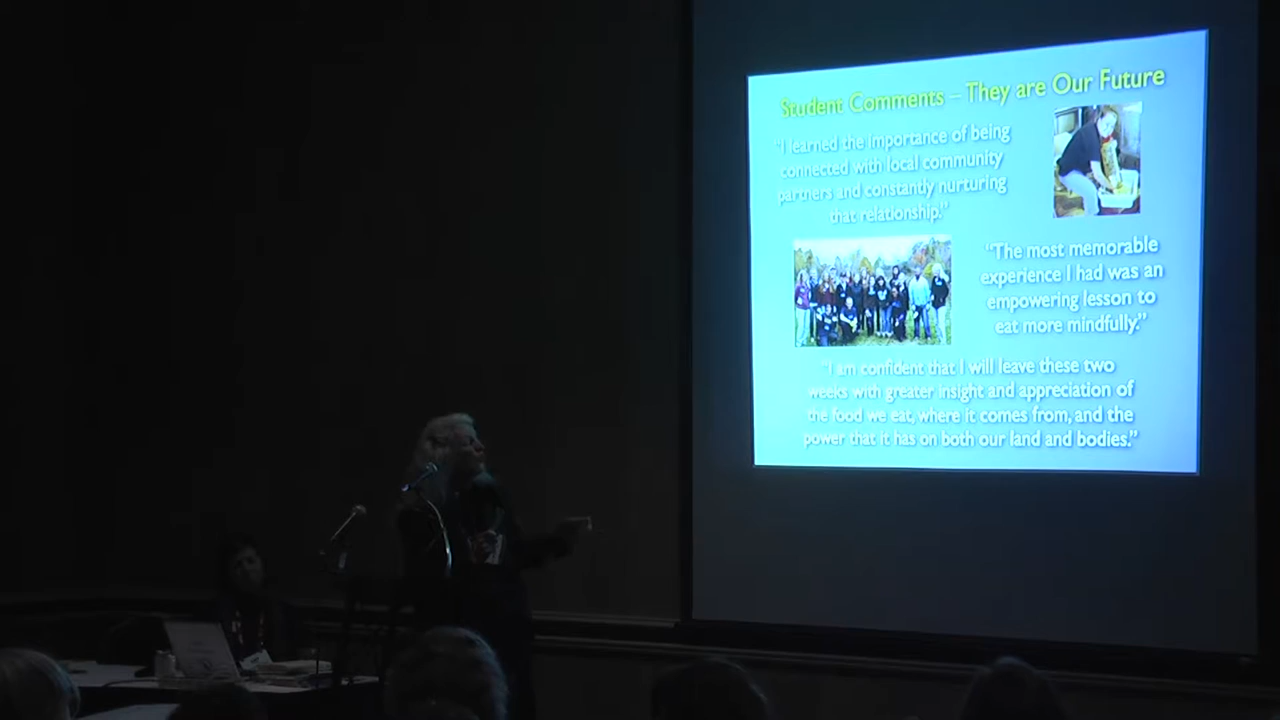 Student Comments – They are Our Future
"I learned the importance of being
connected with local community
partners and constantly nurturing
that relationship."
"The most memorable
experience I had was an
empowering lesson to
eat more mindfully."
"I am confident that I will leave these two
weeks with greater insight and appreciation of
the food we eat, where it comes from, and the
power that it has on both our land and bodies."